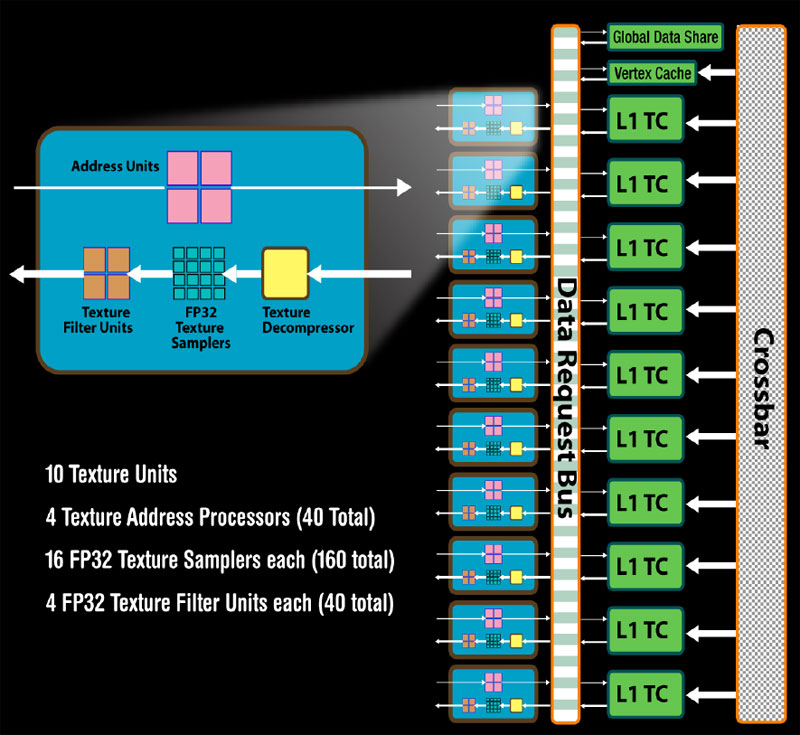 Global Data Share
Vertex Cache
L1 TC
L1 TC
L1 TC
L1 TC
L1 TC
L1 TC
L1 TC
L1 TC
L1 TC
L1 TC
Data Request Bus
Crossbar
Address Units
Texture
Filter Units
FP32
Texture
Samplers
Texture
Decompressor
10 Texture Units
4 Texture Address Processors (40 Total)
16 FP32 Texture Samplers each (160 total)
4 FP32 Texture Filter Units each (40 total)